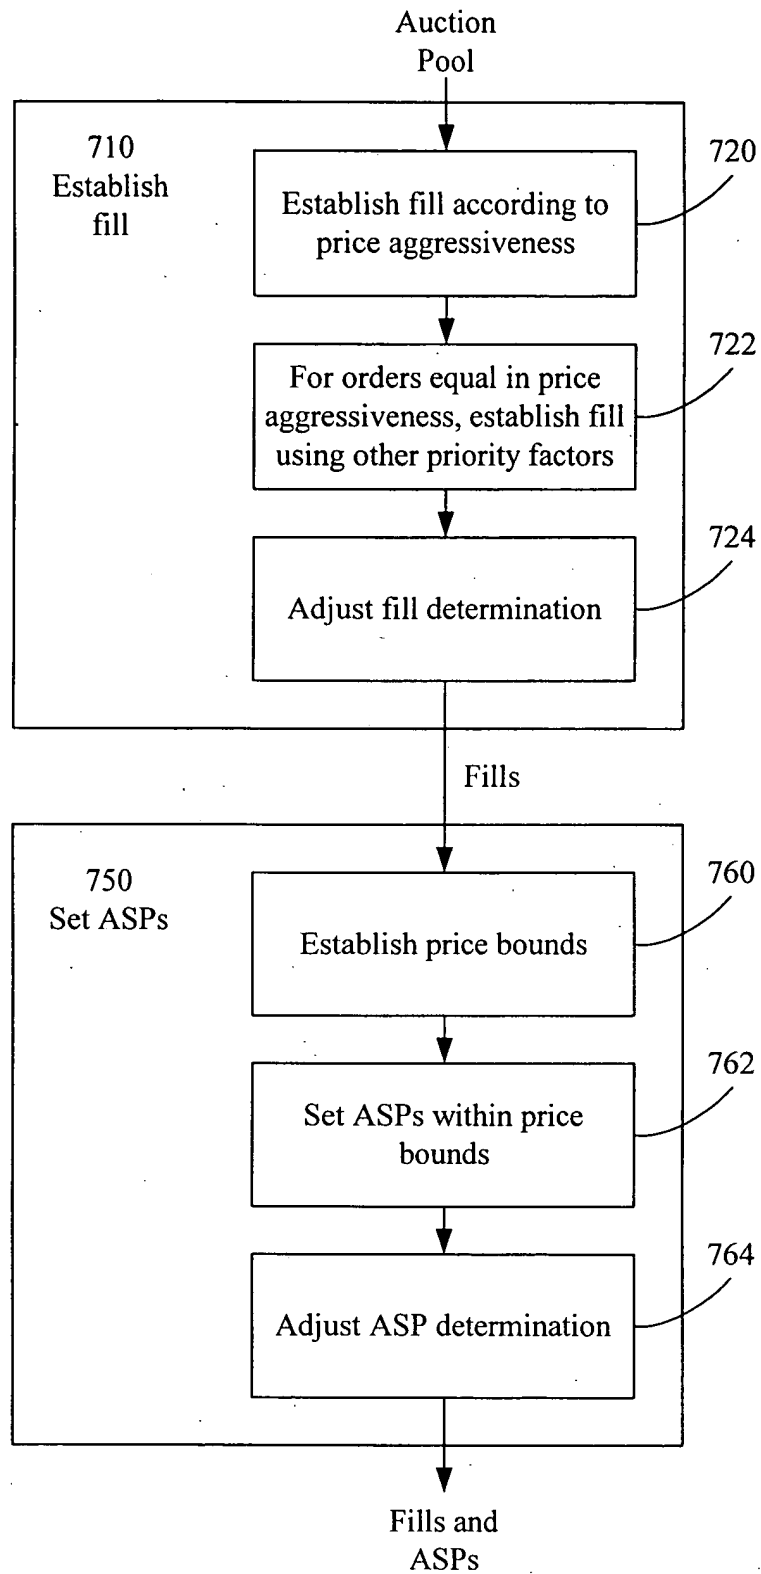 Auction
Pool
710
Establish
fill
720
Establish fill according to
price aggressiveness
722
For orders equal in price
aggressiveness, establish fill
using other priority factors
724
Adjust fill determination
Fills
750
Set ASPs
760
Establish price bounds
762
Set ASPs within price
bounds
764
Adjust ASP determination
Fills and
ASPs